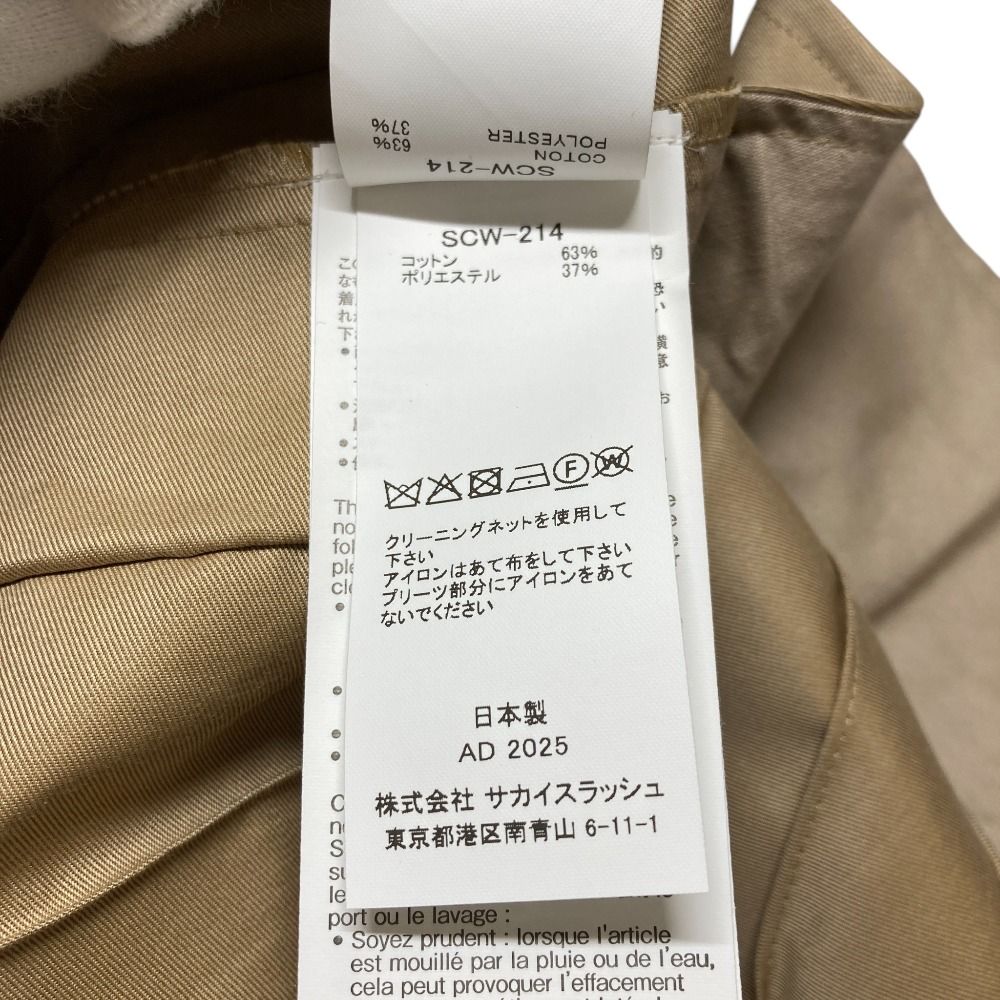 SCW-214
COTTON 63%
POLYESTER 37%
SCW-214
コットン 63%
ポリエステル 37%
F
W
クリーニングネットを使用して
下さい
アイロンはあて布をして下さい
プリーツ部分にアイロンをあて
ないでください
日本製
AD 2025
株式会社 サカイスラッシュ
東京都港区南青山 6-11-1
port ou le lavage :
• Soyez prudent : lorsque l'article
est mouillé par la pluie ou de l'eau,
cela peut provoquer l'effacement